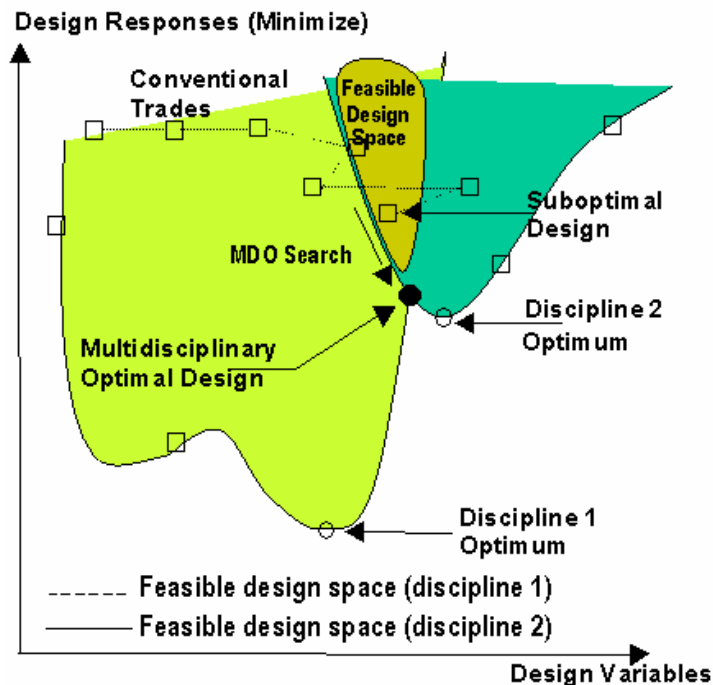 Design Responses (Minimize)
Conventional
Trades
Feasible
Design
Space
Suboptimal
Design
MDO Search
Discipline 2
Optimum
Multidisciplinary
Optimal Design
Discipline 1
Optimum
Feasible design space (discipline 1)
Feasible design space (discipline 2)
Design Variables